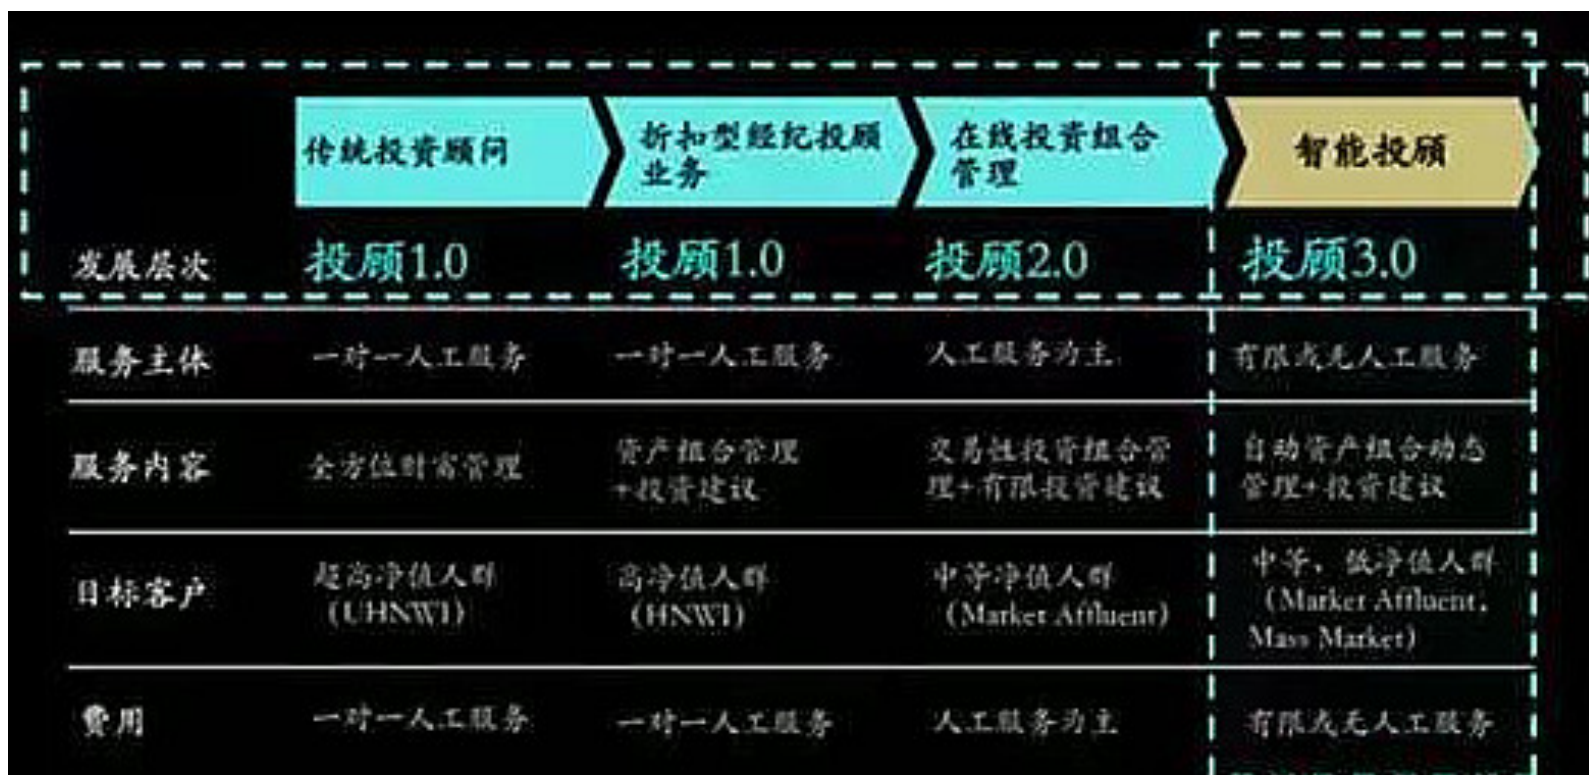 传统投资顾问
折扣型经纪投顾
业务
在线投资组合
管理
智能投顾
发展层次
投顾1.0
投顾1.0
投顾2.0
投顾3.0
服务主体
一对一人工服务
一对一人工服务
人工服务为主
有限或无人工服务
服务内容
全方位财富管理
资产组合管理
+投资建议
交易性投资组合管
理+有限投资建议
自动资产组合动态
管理+投资建议
目标客户
超高净值人群
（UHNWI）
高净值人群
（HNWI）
中等净值人群
（Market Affluent）
中等、低净值人群
（Market Affluent,
Mass Market）
费用
一对一人工服务
一对一人工服务
人工服务为主
有限或无人工服务